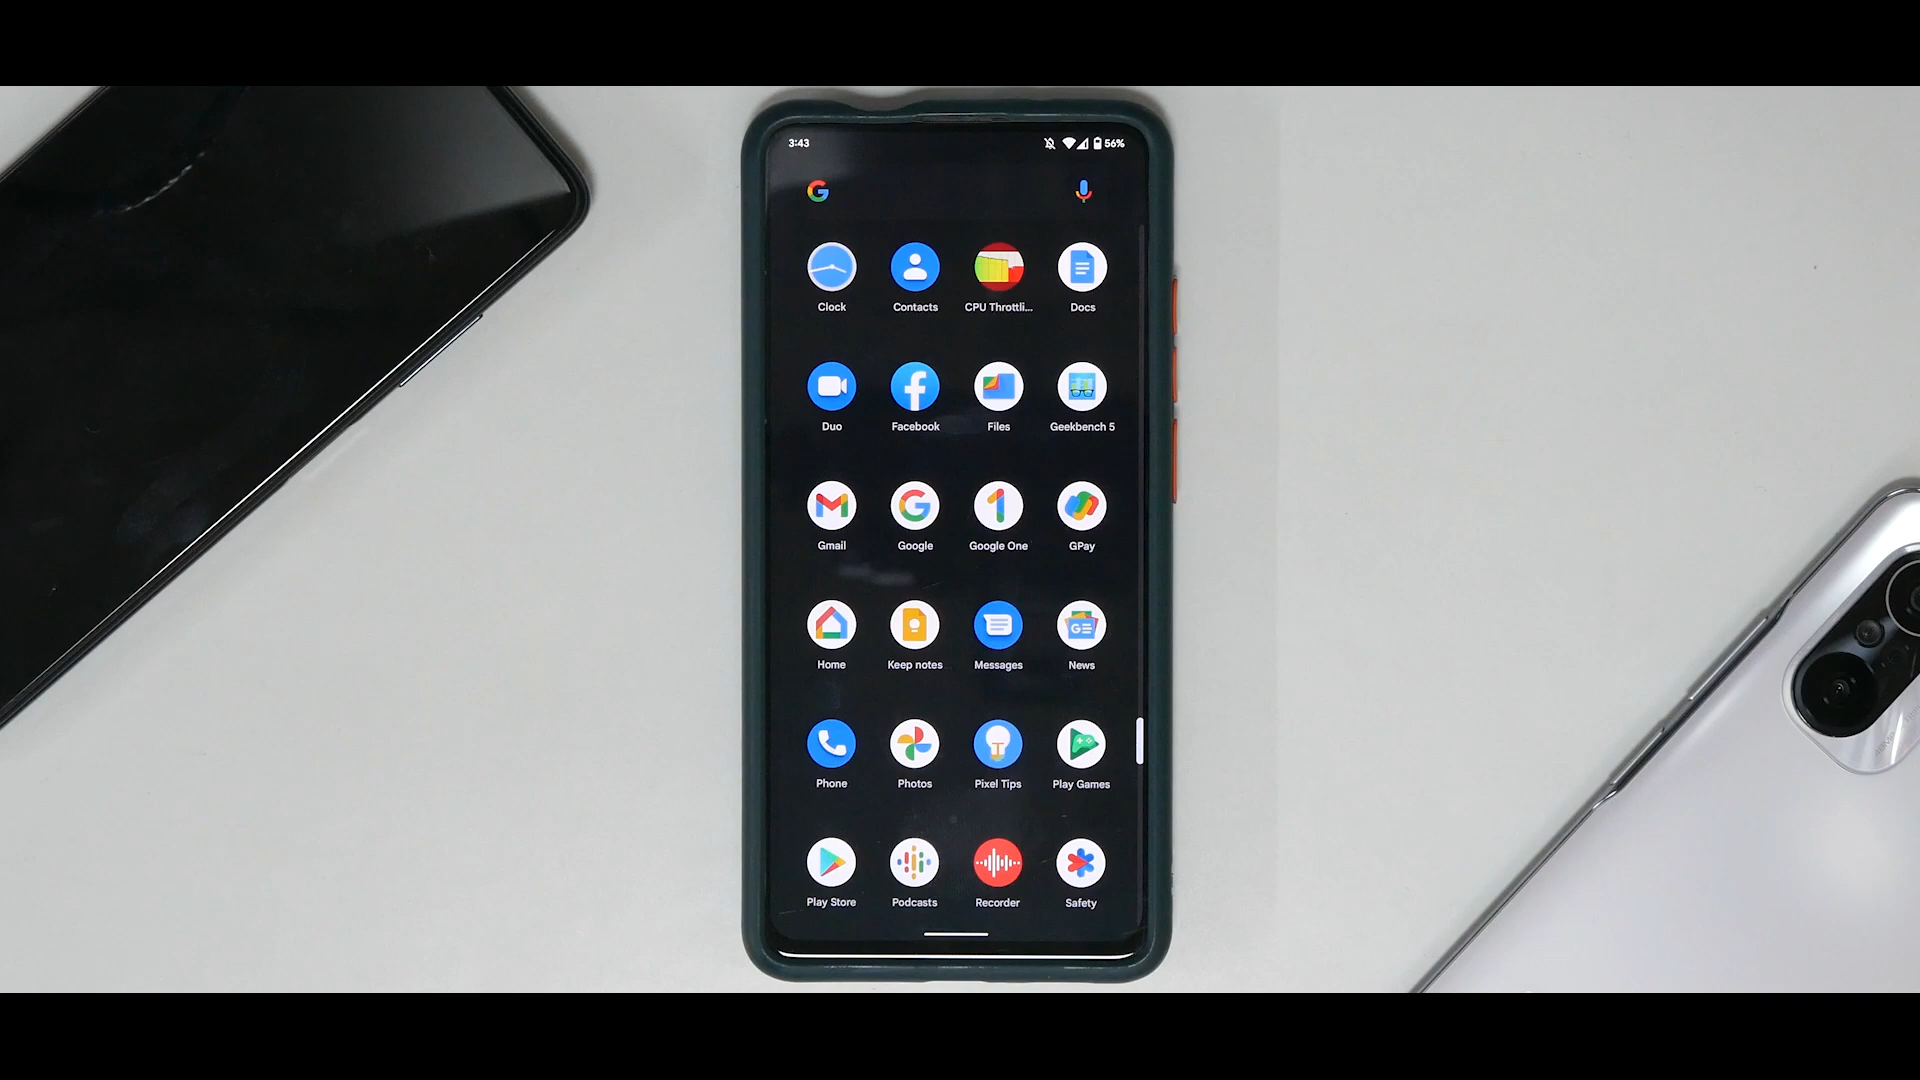 3:43 56%
Clock Contacts CPU Throttli... Docs
Duo Facebook Files Geekbench 5
Gmail Google Google One GPay
Home Keep notes Messages News
Phone Photos Pixel Tips Play Games
Play Store Podcasts Recorder Safety